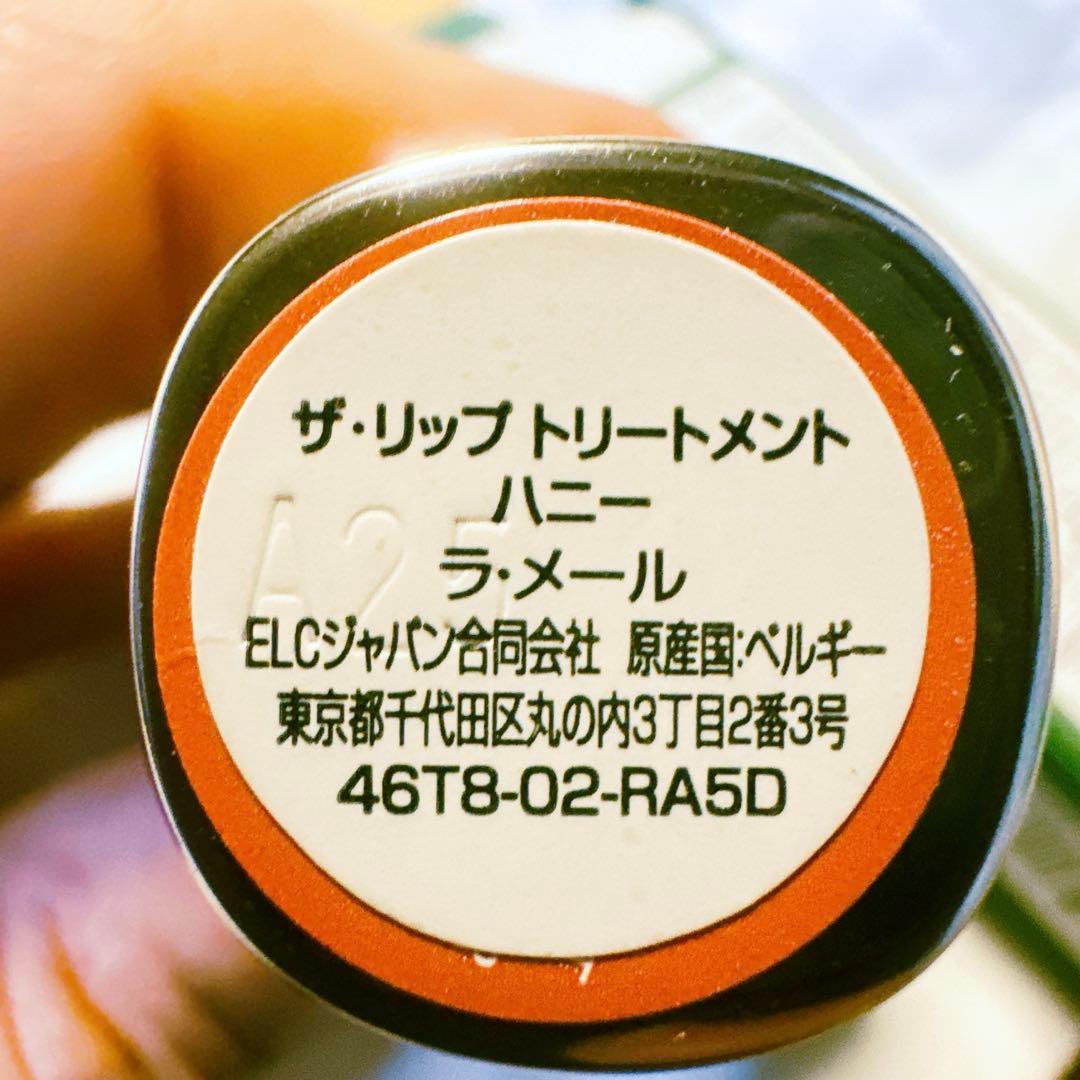 ザ・リップ トリートメント
ハニー
ラ・メール
ELCジャパン合同会社 原産国:ベルギー
東京都千代田区丸の内3丁目2番3号
46T8-02-RA5D